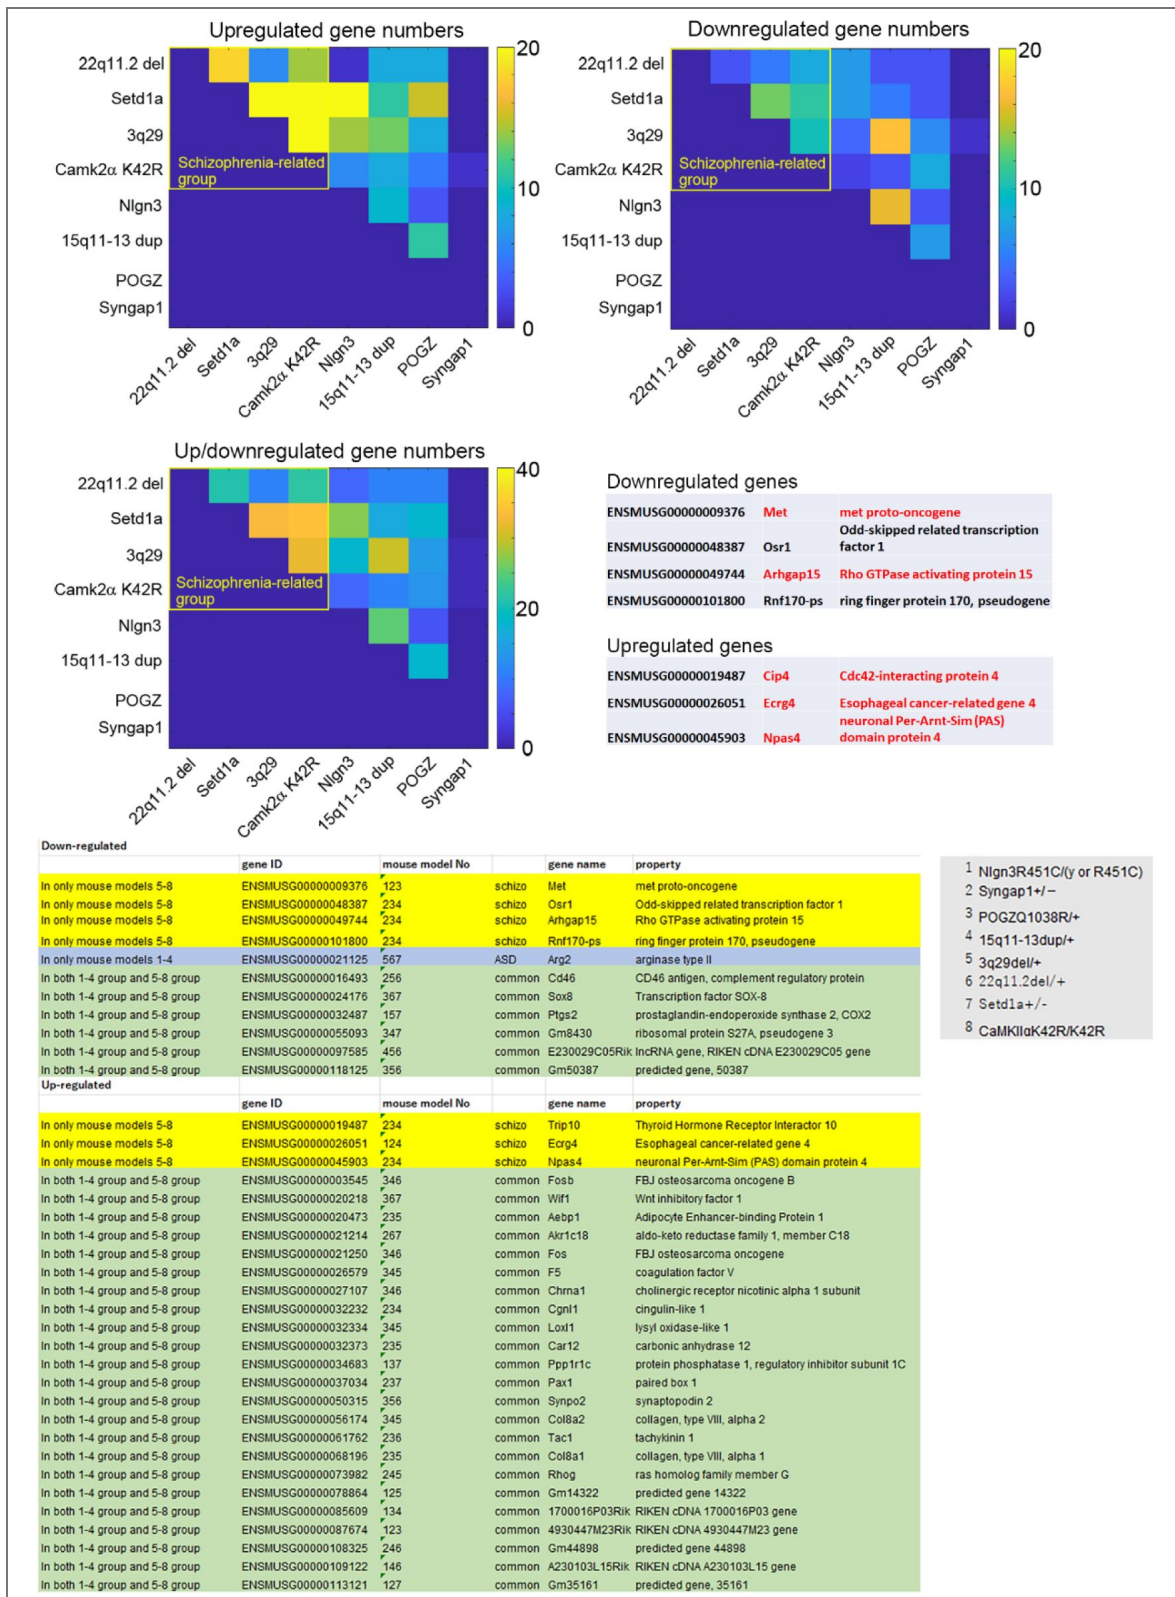 Upregulated gene numbers
22q11.2 del
Setd1a
3q29
Camk2α K42R
Nlgn3
15q11-13 dup
POGZ
Syngap1
Schizophrenia-related
group
20
10
0
22q11.2 del
Setd1a
3q29
Camk2α K42R
Nlgn3
15q11-13 dup
POGZ
Syngap1
Downregulated gene numbers
22q11.2 del
Setd1a
3q29
Camk2α K42R
Nlgn3
15q11-13 dup
POGZ
Syngap1
Schizophrenia-related
group
20
10
0
22q11.2 del
Setd1a
3q29
Camk2α K42R
Nlgn3
15q11-13 dup
POGZ
Syngap1
Up/downregulated gene numbers
22q11.2 del
Setd1a
3q29
Camk2α K42R
Nlgn3
15q11-13 dup
POGZ
Syngap1
Schizophrenia-related
group
40
20
0
22q11.2 del
Setd1a
3q29
Camk2α K42R
Nlgn3
15q11-13 dup
POGZ
Syngap1
Downregulated genes
ENSMUSG00000009376 Met met proto-oncogene
Odd-skipped related transcription
ENSMUSG00000048387 Osr1 factor 1
ENSMUSG00000049744 Arhgap15 Rho GTPase activating protein 15
ENSMUSG00000101800 Rnf170-ps ring finger protein 170, pseudogene
Upregulated genes
ENSMUSG00000019487 Cip4 Cdc42-interacting protein 4
ENSMUSG00000026051 Ecrg4 Esophageal cancer-related gene 4
neuronal Per-Arnt-Sim (PAS)
ENSMUSG00000045903 Npas4 domain protein 4
Down-regulated
gene ID mouse model No gene name property
In only mouse models 5-8 ENSMUSG00000009376 123 schizo Met met proto-oncogene
In only mouse models 5-8 ENSMUSG00000048387 234 schizo Osr1 Odd-skipped related transcription factor 1
In only mouse models 5-8 ENSMUSG00000049744 234 schizo Arhgap15 Rho GTPase activating protein 15
In only mouse models 5-8 ENSMUSG00000101800 234 schizo Rnf170-ps ring finger protein 170, pseudogene
In only mouse models 1-4 ENSMUSG00000021125 567 ASD Arg2 arginase type II
In both 1-4 group and 5-8 group ENSMUSG00000016493 256 common Cd46 CD46 antigen, complement regulatory protein
In both 1-4 group and 5-8 group ENSMUSG00000024176 367 common Sox8 Transcription factor SOX-8
In both 1-4 group and 5-8 group ENSMUSG00000032487 157 common Ptgs2 prostaglandin-endoperoxide synthase 2, COX2
In both 1-4 group and 5-8 group ENSMUSG00000055093 347 common Gm8430 ribosomal protein S27A, pseudogene 3
In both 1-4 group and 5-8 group ENSMUSG00000097585 456 common E230029C05Rik lncRNA gene, RIKEN cDNA E230029C05 gene
In both 1-4 group and 5-8 group ENSMUSG00000118125 356 common Gm50387 predicted gene, 50387
Up-regulated
gene ID mouse model No gene name property
In only mouse models 5-8 ENSMUSG00000019487 234 schizo Trip10 Thyroid Hormone Receptor Interactor 10
In only mouse models 5-8 ENSMUSG00000026051 124 schizo Ecrg4 Esophageal cancer-related gene 4
In only mouse models 5-8 ENSMUSG00000045903 234 schizo Npas4 neuronal Per-Arnt-Sim (PAS) domain protein 4
In both 1-4 group and 5-8 group ENSMUSG00000003545 346 common Fosb FBJ osteosarcoma oncogene B
In both 1-4 group and 5-8 group ENSMUSG00000020218 367 common Wif1 Wnt inhibitory factor 1
In both 1-4 group and 5-8 group ENSMUSG00000020473 235 common Aebp1 Adipocyte Enhancer-binding Protein 1
In both 1-4 group and 5-8 group ENSMUSG00000021214 267 common Akr1c18 aldo-keto reductase family 1, member C18
In both 1-4 group and 5-8 group ENSMUSG00000021250 346 common Fos FBJ osteosarcoma oncogene
In both 1-4 group and 5-8 group ENSMUSG00000026579 345 common F5 coagulation factor V
In both 1-4 group and 5-8 group ENSMUSG00000027107 346 common Chrna1 cholinergic receptor nicotinic alpha 1 subunit
In both 1-4 group and 5-8 group ENSMUSG00000032232 234 common Cgnl1 cingulin-like 1
In both 1-4 group and 5-8 group ENSMUSG00000032334 345 common Loxl1 lysyl oxidase-like 1
In both 1-4 group and 5-8 group ENSMUSG00000032373 235 common Car12 carbonic anhydrase 12
In both 1-4 group and 5-8 group ENSMUSG00000034683 137 common Ppp1r1c protein phosphatase 1, regulatory inhibitor subunit 1C
In both 1-4 group and 5-8 group ENSMUSG00000037034 237 common Pax1 paired box 1
In both 1-4 group and 5-8 group ENSMUSG00000050315 356 common Synpo2 synaptopodin 2
In both 1-4 group and 5-8 group ENSMUSG00000056174 345 common Col8a2 collagen, type VIII, alpha 2
In both 1-4 group and 5-8 group ENSMUSG00000061762 236 common Tac1 tachykinin 1
In both 1-4 group and 5-8 group ENSMUSG00000068196 235 common Col8a1 collagen, type VIII, alpha 1
In both 1-4 group and 5-8 group ENSMUSG00000073982 245 common Rhog ras homolog family member G
In both 1-4 group and 5-8 group ENSMUSG00000078864 125 common Gm14322 predicted gene 14322
In both 1-4 group and 5-8 group ENSMUSG00000085609 134 common 1700016P03Rik RIKEN cDNA 1700016P03 gene
In both 1-4 group and 5-8 group ENSMUSG00000087674 123 common 4930447M23Rik RIKEN cDNA 4930447M23 gene
In both 1-4 group and 5-8 group ENSMUSG00000108325 246 common Gm44898 predicted gene 44898
In both 1-4 group and 5-8 group ENSMUSG00000109122 146 common A230103L15Rik RIKEN cDNA A230103L15 gene
In both 1-4 group and 5-8 group ENSMUSG00000113121 127 common Gm35161 predicted gene, 35161
1 Nlgn3R451C/(y or R451C)
2 Syngap1+/−
3 POGZQ1038R/+
4 15q11-13dup/+
5 3q29del/+
6 22q11.2del/+
7 Setd1a+/-
8 CaMKIIαK42R/K42R